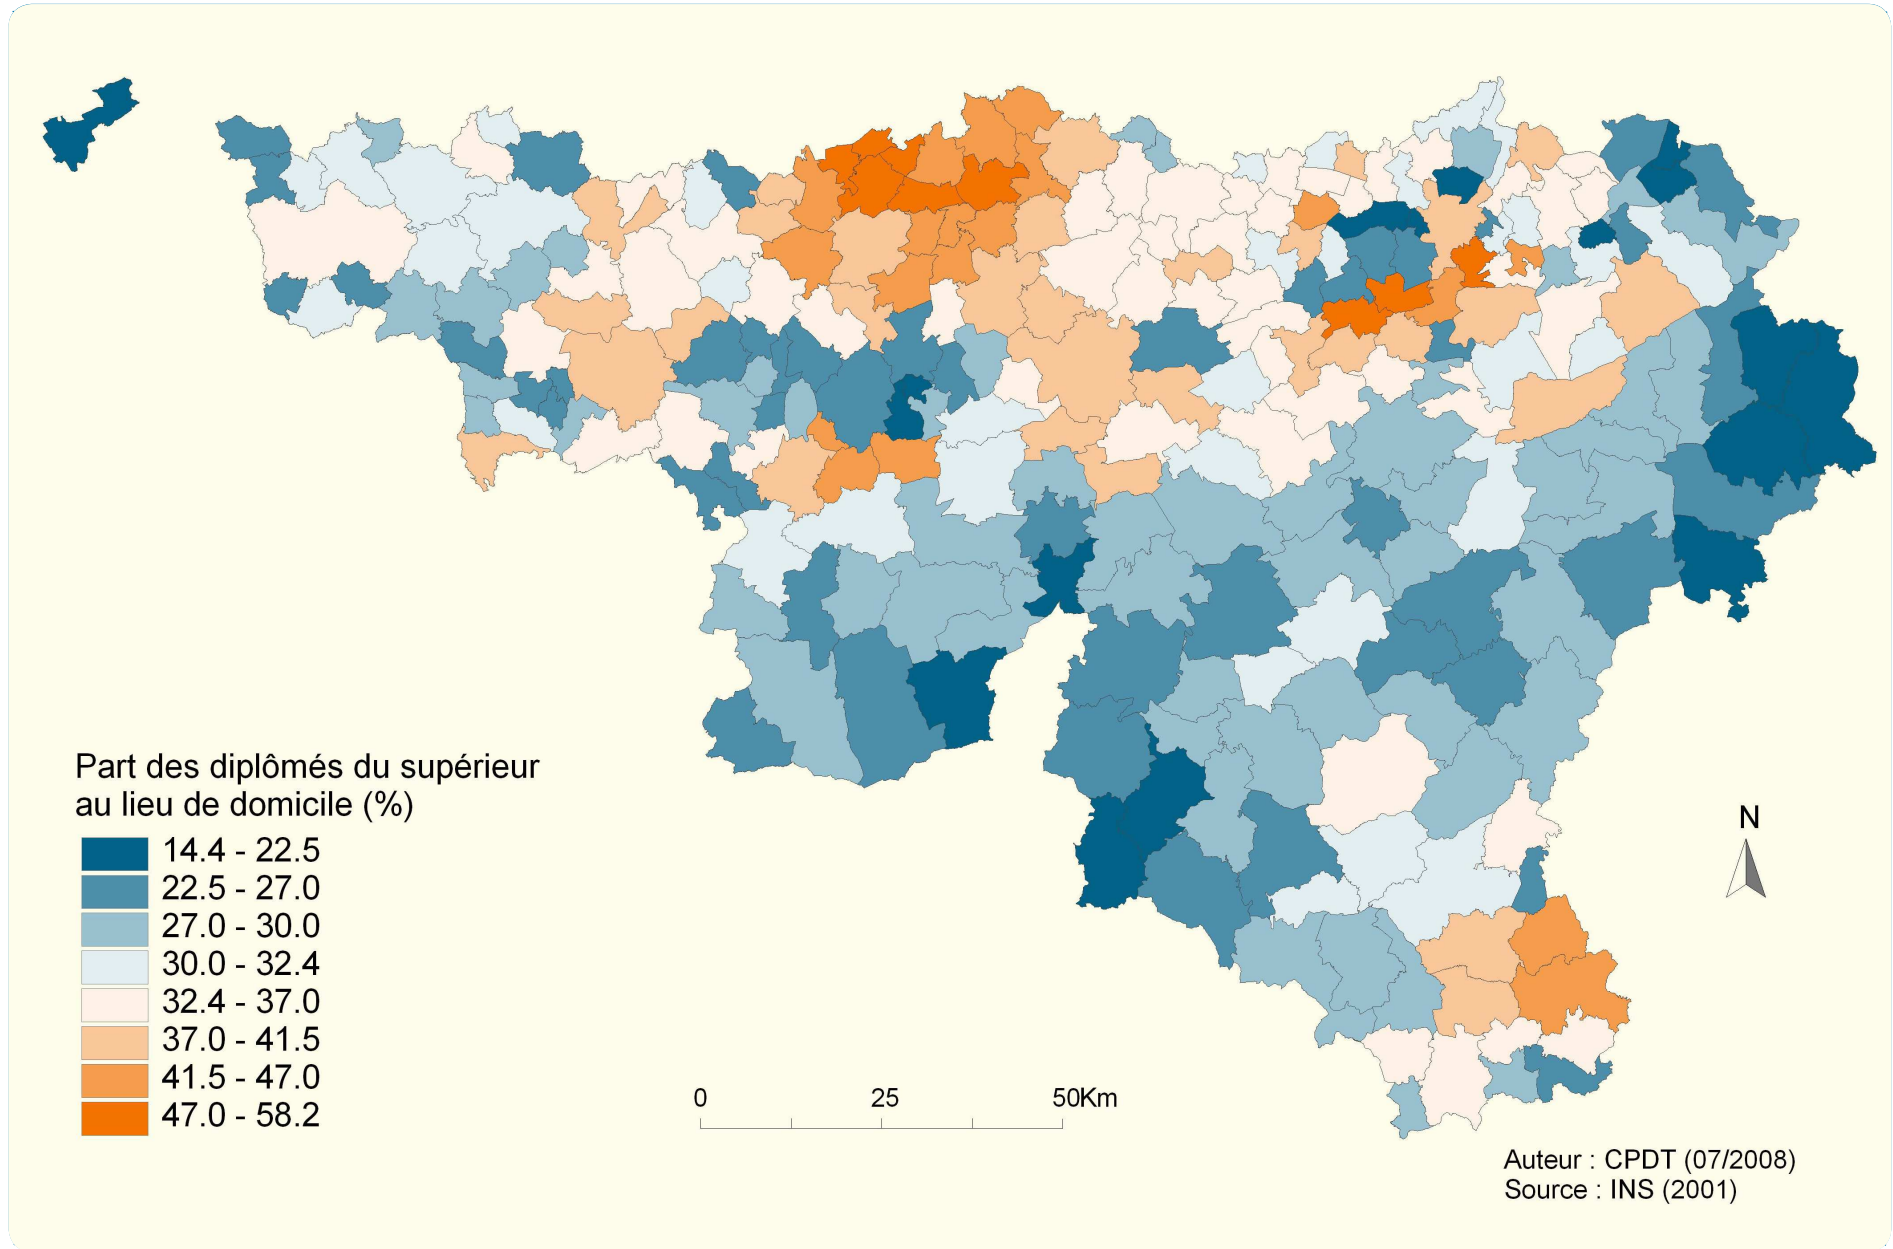 Part des diplômés du supérieur
au lieu de domicile (%)
14.4 - 22.5
22.5 - 27.0
27.0 - 30.0
30.0 - 32.4
32.4 - 37.0
37.0 - 41.5
41.5 - 47.0
47.0 - 58.2
N
0 25 50Km
Auteur : CPDT (07/2008)
Source : INS (2001)